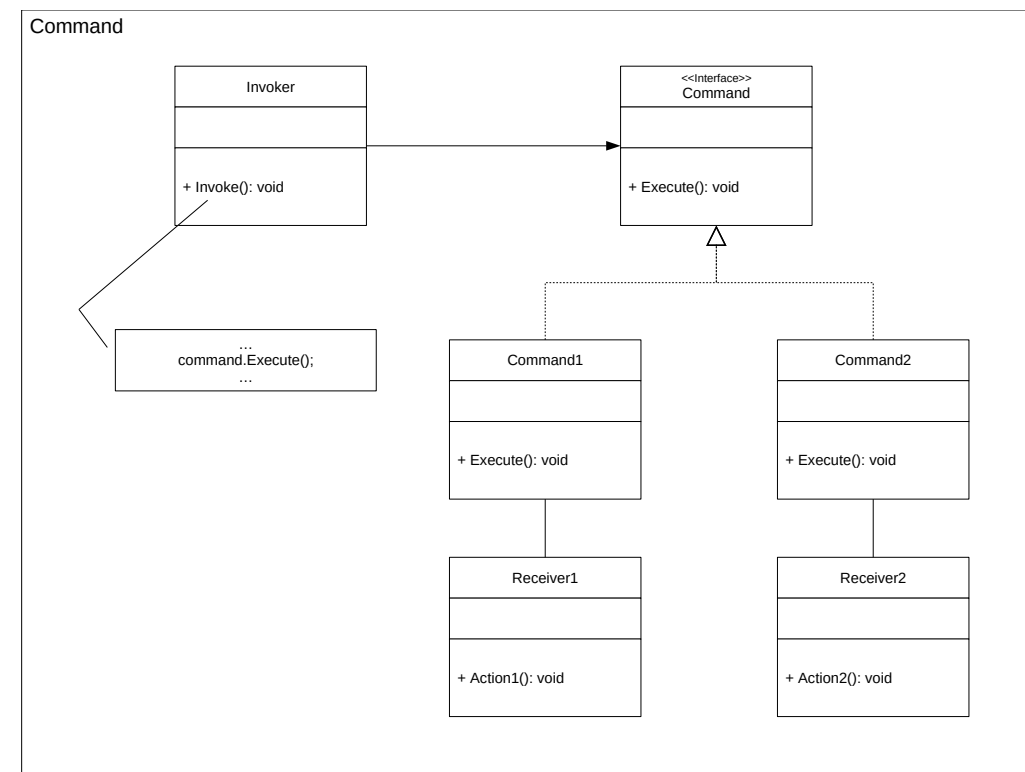 Command
Invoker
<<Interface>>
Command
+ Invoke(): void
+ Execute(): void
…
command.Execute();
…
Command1
Command2
+ Execute(): void
+ Execute(): void
Receiver1
Receiver2
+ Action1(): void
+ Action2(): void